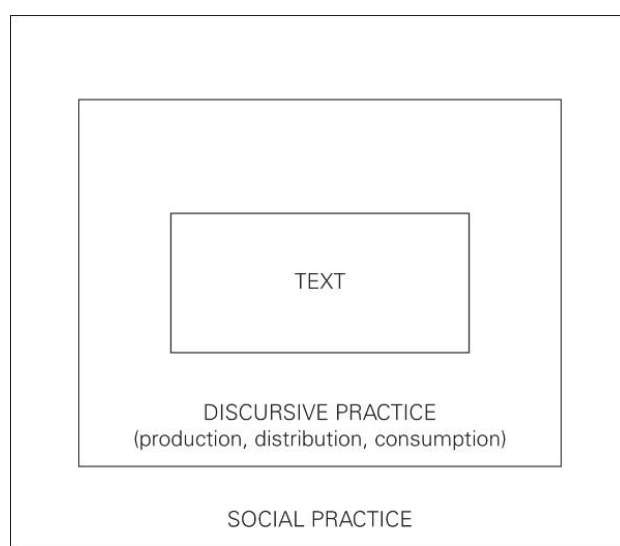 TEXT
DISCURSIVE PRACTICE
(production, distribution, consumption)
SOCIAL PRACTICE